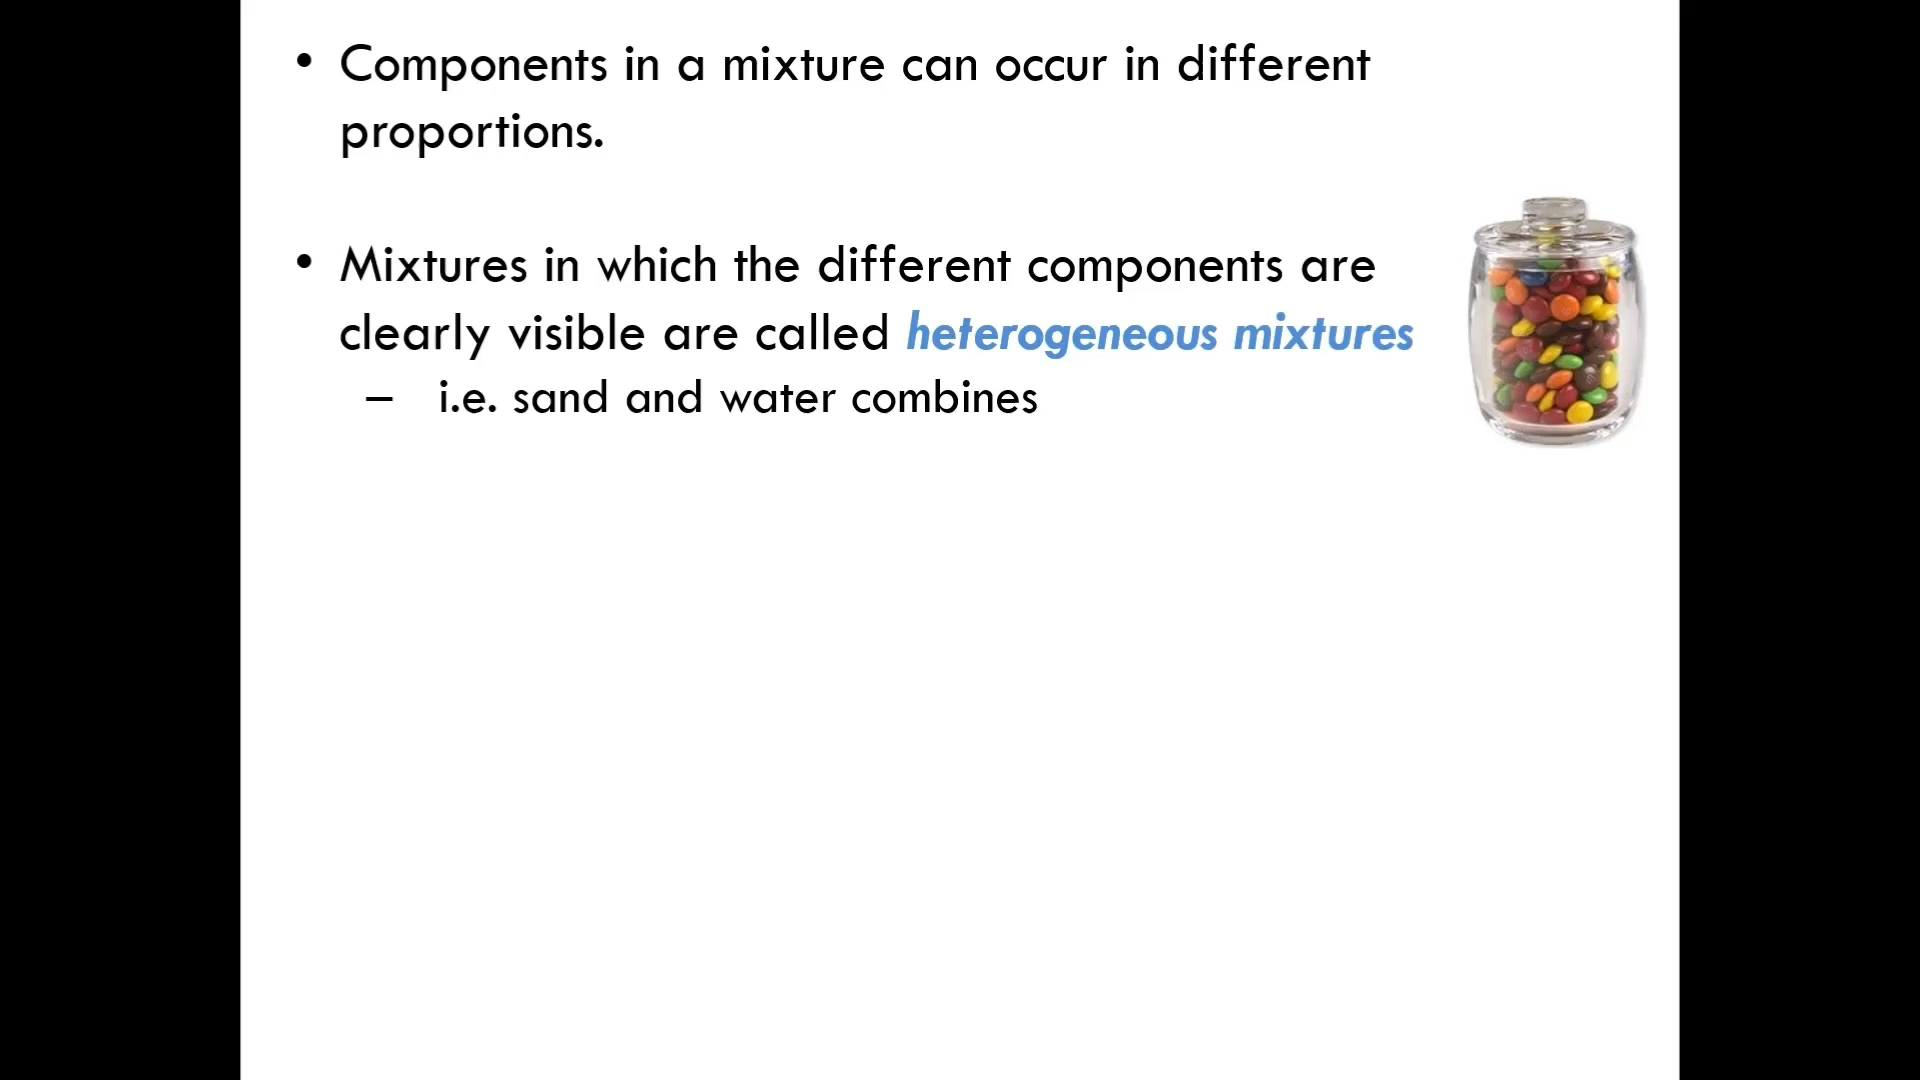 • Components in a mixture can occur in different
proportions.
• Mixtures in which the different components are
clearly visible are called heterogeneous mixtures
– i.e. sand and water combines